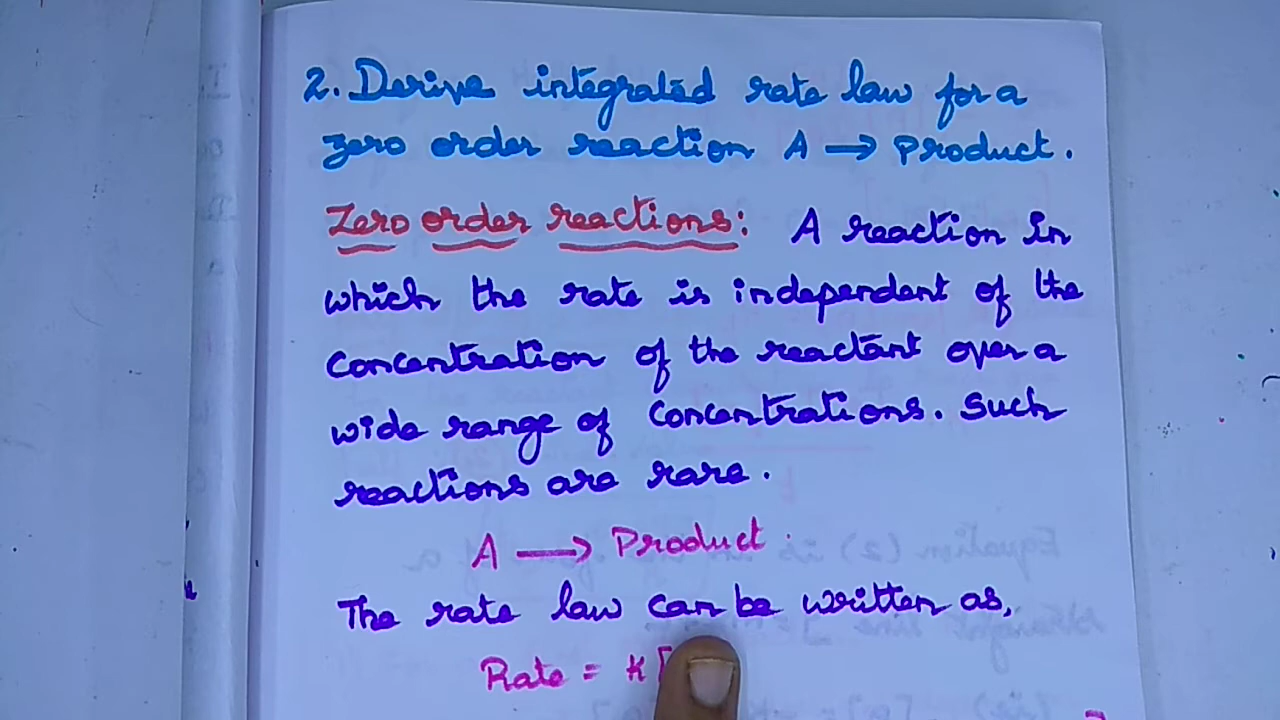 2. Derive integrated rate law for a
zero order reaction A → product.
Zero order reactions: A reaction in
which the rate is independent of the
concentration of the reactant over a
wide range of concentrations. Such
reactions are rare.
A → Product.
The rate law can be written as,
Rate = K [